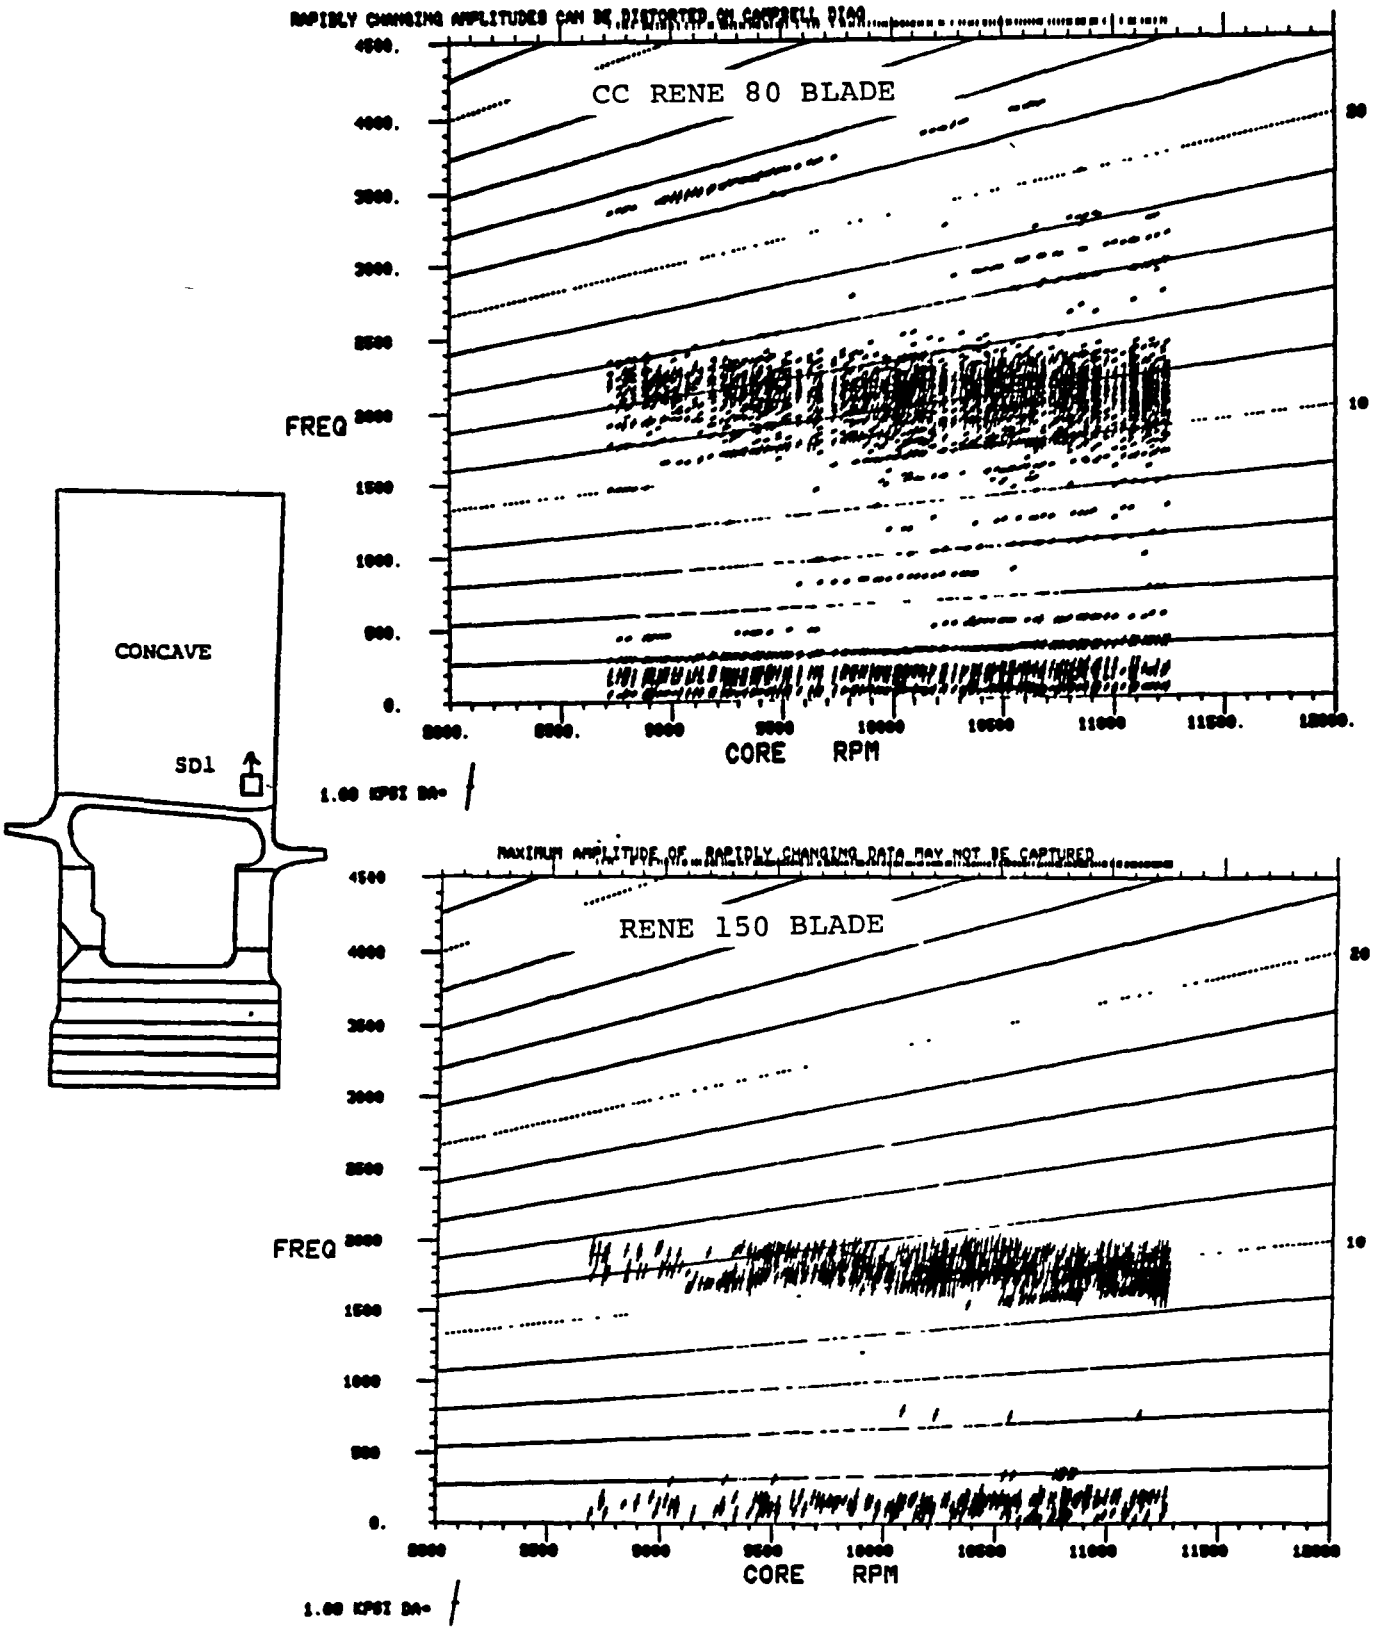 RAPIDLY CHANGING AMPLITUDES CAN BE DISTORTED ON CAMPBELL DIAG
4500.
CC RENE 80 BLADE
4000.
20
3500.
3000.
2500
FREQ
2000
10
1500
1000.
500.
0.
8000. 8500. 9000 9500 10000 10500 11000 11500. 12000.
CORE RPM
1.00 KPSI DA=
CONCAVE
SD1
MAXIMUM AMPLITUDE OF RAPIDLY CHANGING DATA MAY NOT BE CAPTURED
4500
RENE 150 BLADE
4000
20
3500
3000
2500
FREQ
2000
10
1500
1000
500
0.
8000 8500 9000 9500 10000 10500 11000 11500 12000
CORE RPM
1.00 KPSI DA=